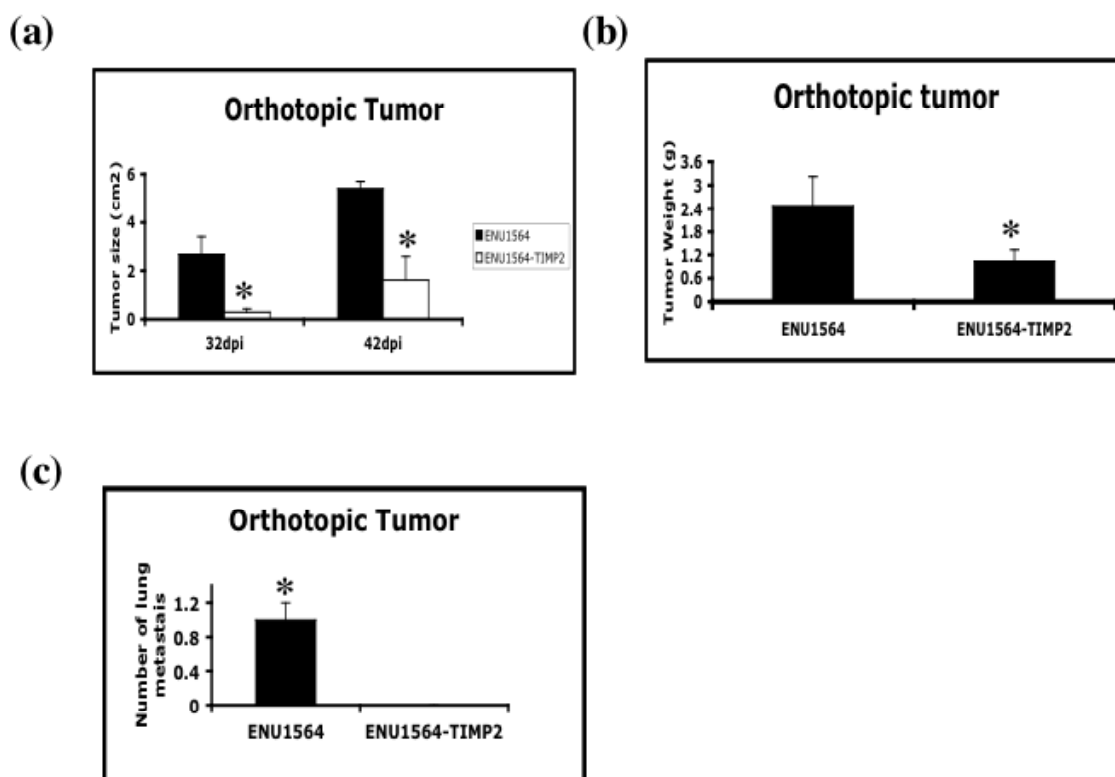 (a)
Orthotopic Tumor
Tumor size (cm2)
6
4
2
0
*
*
32dpi
42dpi
ENU1564
ENU1564-TIMP2
(b)
Orthotopic tumor
Tumor Weight (g)
3.6
3
2.4
1.8
1.2
0.6
0
*
ENU1564
ENU1564-TIMP2
(c)
Orthotopic Tumor
Number of lung
metastais
1.2
0.8
0.4
0
*
ENU1564
ENU1564-TIMP2